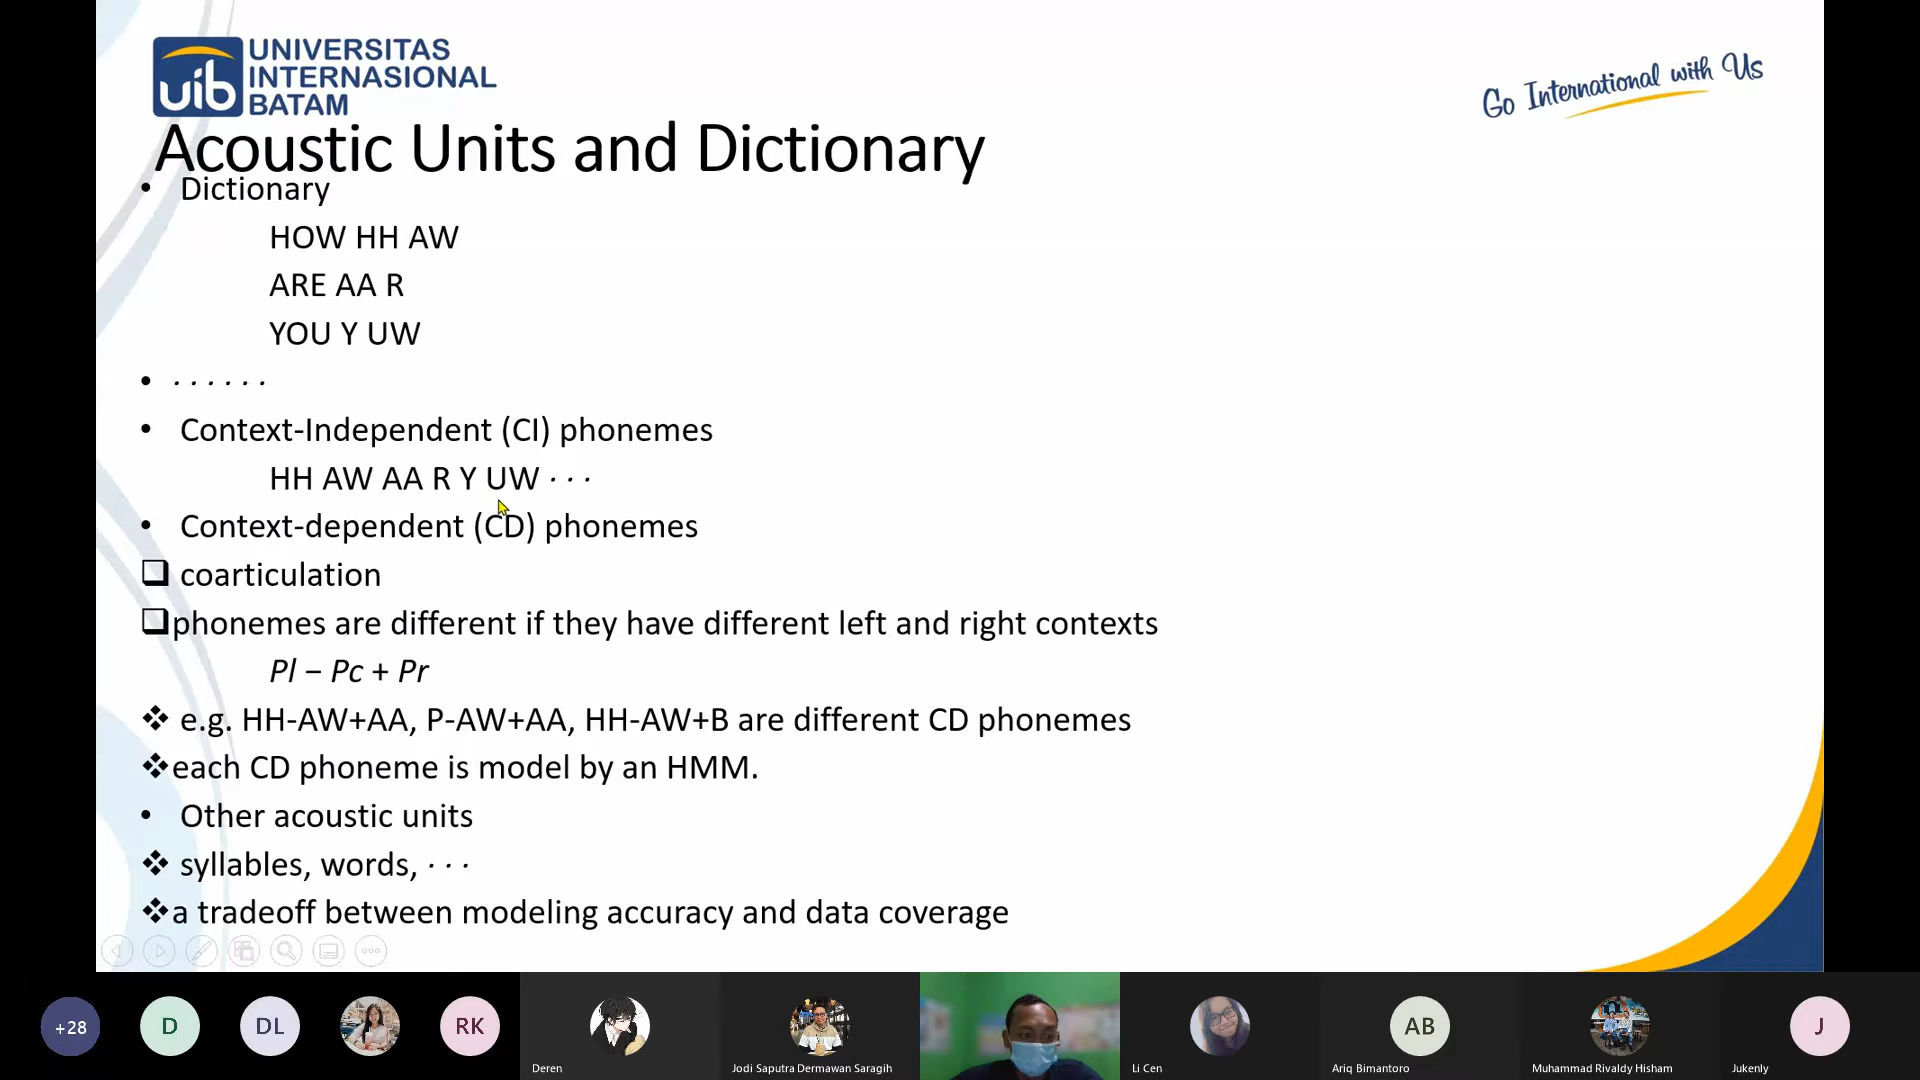 uib
UNIVERSITAS
INTERNASIONAL
BATAM
Go International with Us
Acoustic Units and Dictionary
• Dictionary
HOW HH AW
ARE AA R
YOU Y UW
• · · · · · ·
• Context-Independent (CI) phonemes
HH AW AA R Y UW · · ·
• Context-dependent (CD) phonemes
❑ coarticulation
❑phonemes are different if they have different left and right contexts
Pl − Pc + Pr
❖ e.g. HH-AW+AA, P-AW+AA, HH-AW+B are different CD phonemes
❖each CD phoneme is model by an HMM.
• Other acoustic units
❖ syllables, words, · · ·
❖a tradeoff between modeling accuracy and data coverage
+28
D
DL
RK
Deren
Jodi Saputra Dermawan Saragih
Li Cen
AB
Ariq Bimantoro
Muhammad Rivaldy Hisham
J
Jukenly